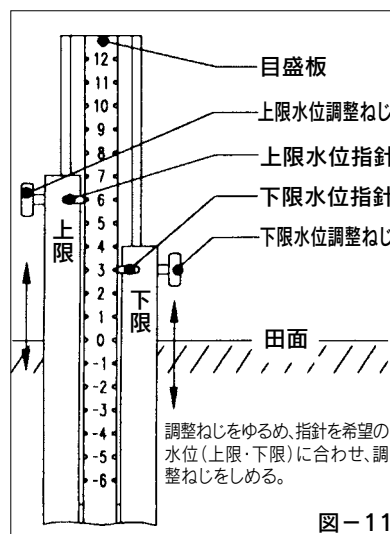 目盛板
上限水位調整ねじ
上限水位指針
下限水位指針
下限水位調整ねじ
12
11
10
9
8
7
6
5
4
3
2
1
0
-1
-2
-3
-4
-5
-6
上限
下限
田面
調整ねじをゆるめ、指針を希望の
水位(上限・下限)に合わせ、調
整ねじをしめる。
図-11